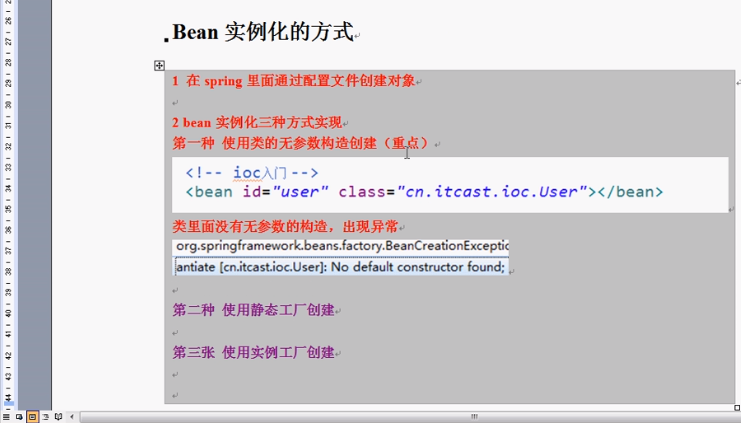 Bean 实例化的方式
1 在 spring 里面通过配置文件创建对象
2 bean 实例化三种方式实现
第一种 使用类的无参数构造创建（重点）
<!-- ioc入门 -->
<bean id="user" class="cn.itcast.ioc.User"></bean>
类里面没有无参数的构造，出现异常
org.springframework.beans.factory.BeanCreationExceptio
antiate [cn.itcast.ioc.User]: No default constructor found;
第二种 使用静态工厂创建
第三张 使用实例工厂创建